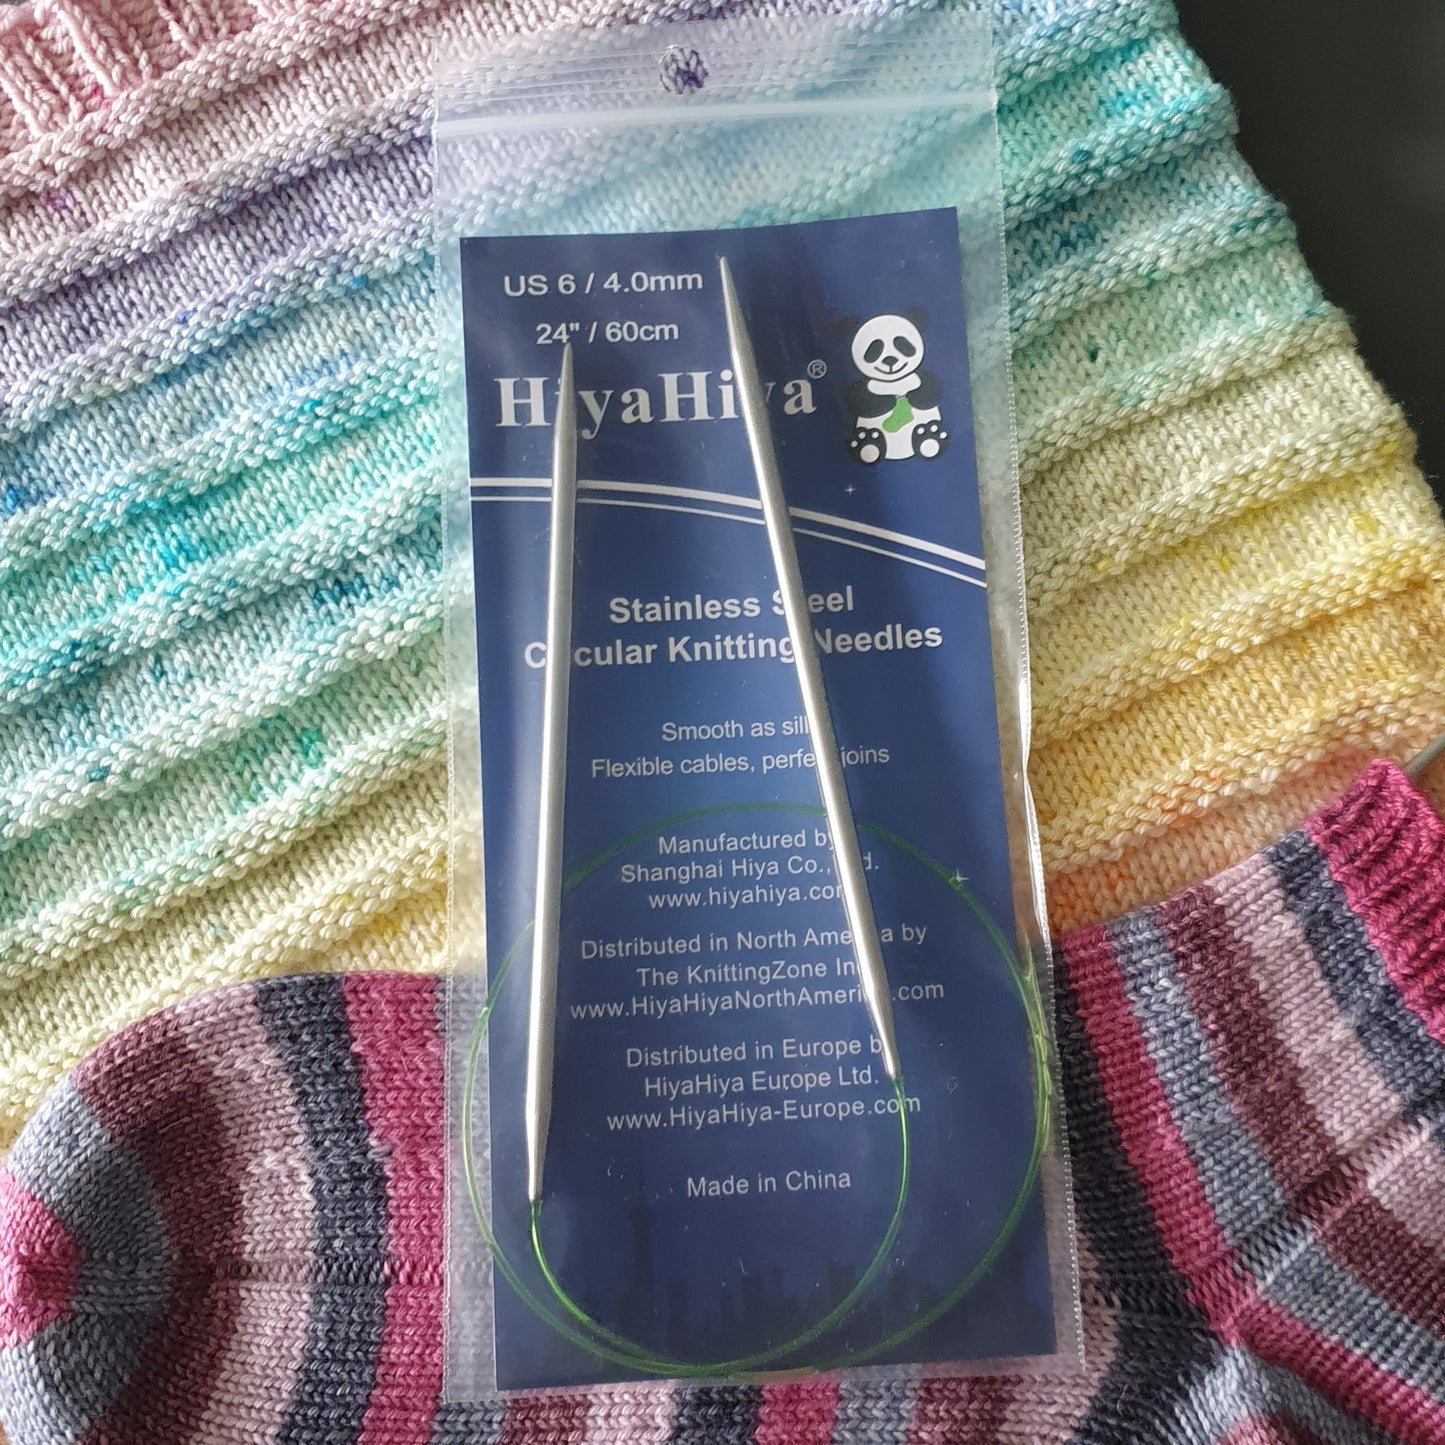 US 6 / 4.0mm
24" / 60cm
HiyaHiya®
Stainless Steel
Circular Knitting Needles
Smooth as silk
Flexible cables, perfect joins
Manufactured by
Shanghai Hiya Co., Ltd.
www.hiyahiya.com
Distributed in North America by
The KnittingZone Inc
www.HiyaHiyaNorthAmerica.com
Distributed in Europe by
HiyaHiya Europe Ltd.
www.HiyaHiya-Europe.com
Made in China